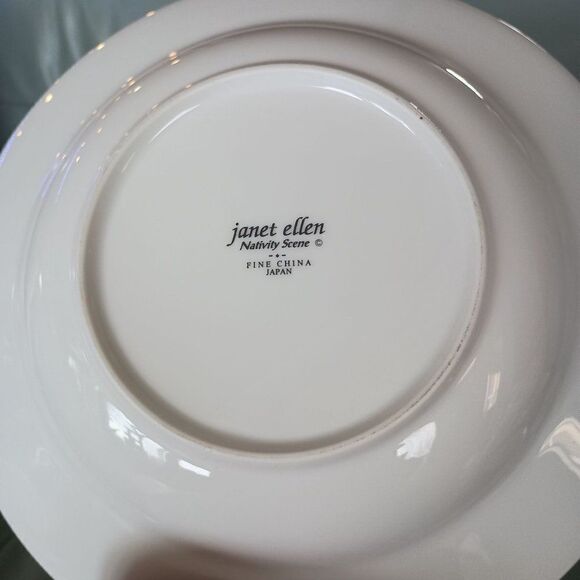 janet ellen
Nativity Scene ©
FINE CHINA
JAPAN